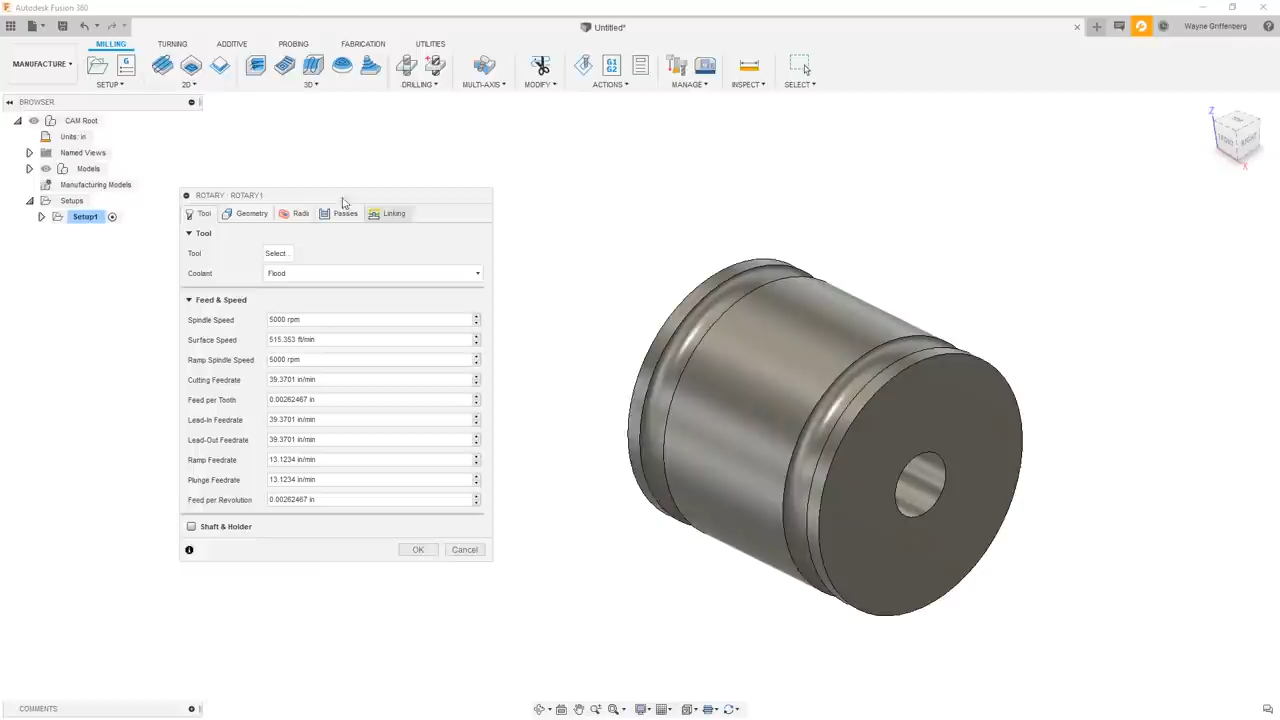 Autodesk Fusion 360
Untitled*
Wayne Griffenberg
MILLING TURNING ADDITIVE PROBING FABRICATION UTILITIES
MANUFACTURE
SETUP 2D 3D DRILLING MULTI-AXIS MODIFY ACTIONS MANAGE INSPECT SELECT
G1
G2
G
BROWSER
CAM Root
Units: in
Named Views
Models
Manufacturing Models
Setups
Setup1
ROTARY : ROTARY1
Tool Geometry Radii Passes Linking
Tool
Tool Select...
Coolant Flood
Feed & Speed
Spindle Speed 5000 rpm
Surface Speed 515.353 ft/min
Ramp Spindle Speed 5000 rpm
Cutting Feedrate 39.3701 in/min
Feed per Tooth 0.00262467 in
Lead-In Feedrate 39.3701 in/min
Lead-Out Feedrate 39.3701 in/min
Ramp Feedrate 13.1234 in/min
Plunge Feedrate 13.1234 in/min
Feed per Revolution 0.00262467 in
Shaft & Holder
OK Cancel
Z
TOP
FRONT RIGHT
X
COMMENTS